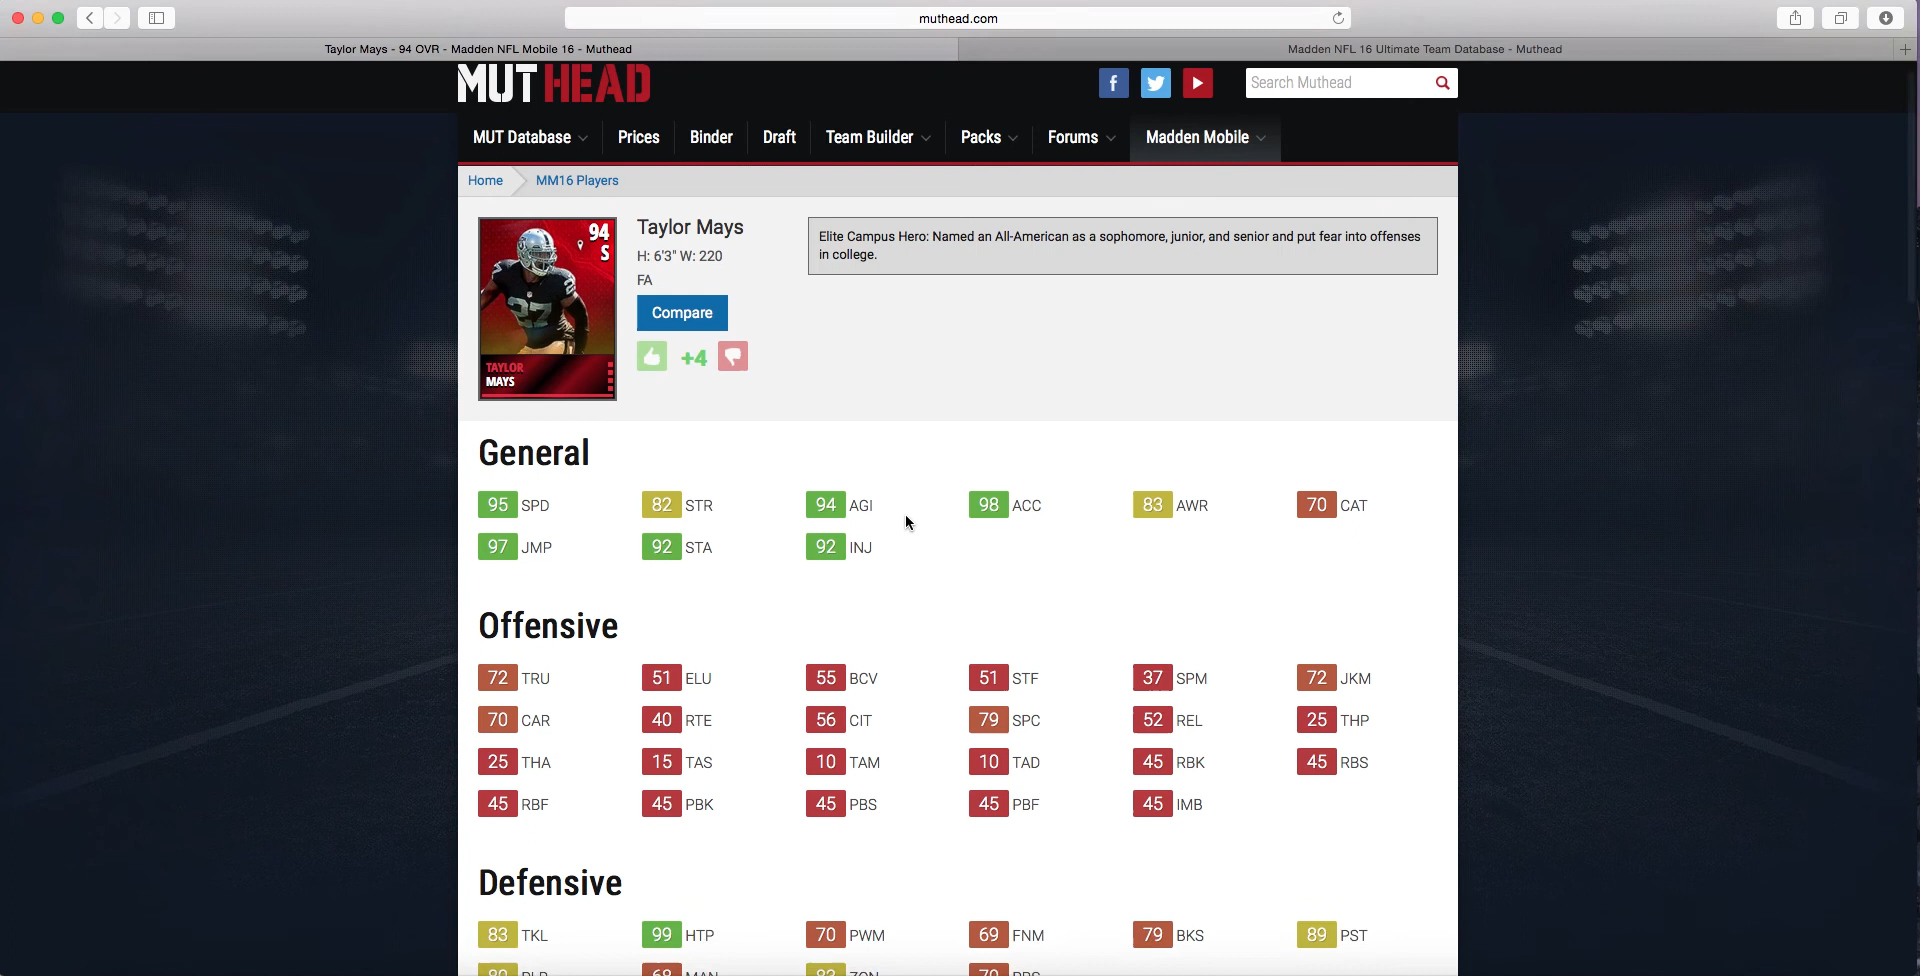 muthead.com
Taylor Mays - 94 OVR - Madden NFL Mobile 16 - Muthead
Madden NFL 16 Ultimate Team Database - Muthead
MUTHEAD
Search Muthead
MUT Database Prices Binder Draft Team Builder Packs Forums Madden Mobile
Home MM16 Players
94
S
27
TAYLOR
MAYS
Taylor Mays
H: 6'3" W: 220
FA
Compare
+4
Elite Campus Hero: Named an All-American as a sophomore, junior, and senior and put fear into offenses
in college.
General
95 SPD 82 STR 94 AGI 98 ACC 83 AWR 70 CAT
97 JMP 92 STA 92 INJ
Offensive
72 TRU 51 ELU 55 BCV 51 STF 37 SPM 72 JKM
70 CAR 40 RTE 56 CIT 79 SPC 52 REL 25 THP
25 THA 15 TAS 10 TAM 10 TAD 45 RBK 45 RBS
45 RBF 45 PBK 45 PBS 45 PBF 45 IMB
Defensive
83 TKL 99 HTP 70 PWM 69 FNM 79 BKS 89 PST
MAN ZON